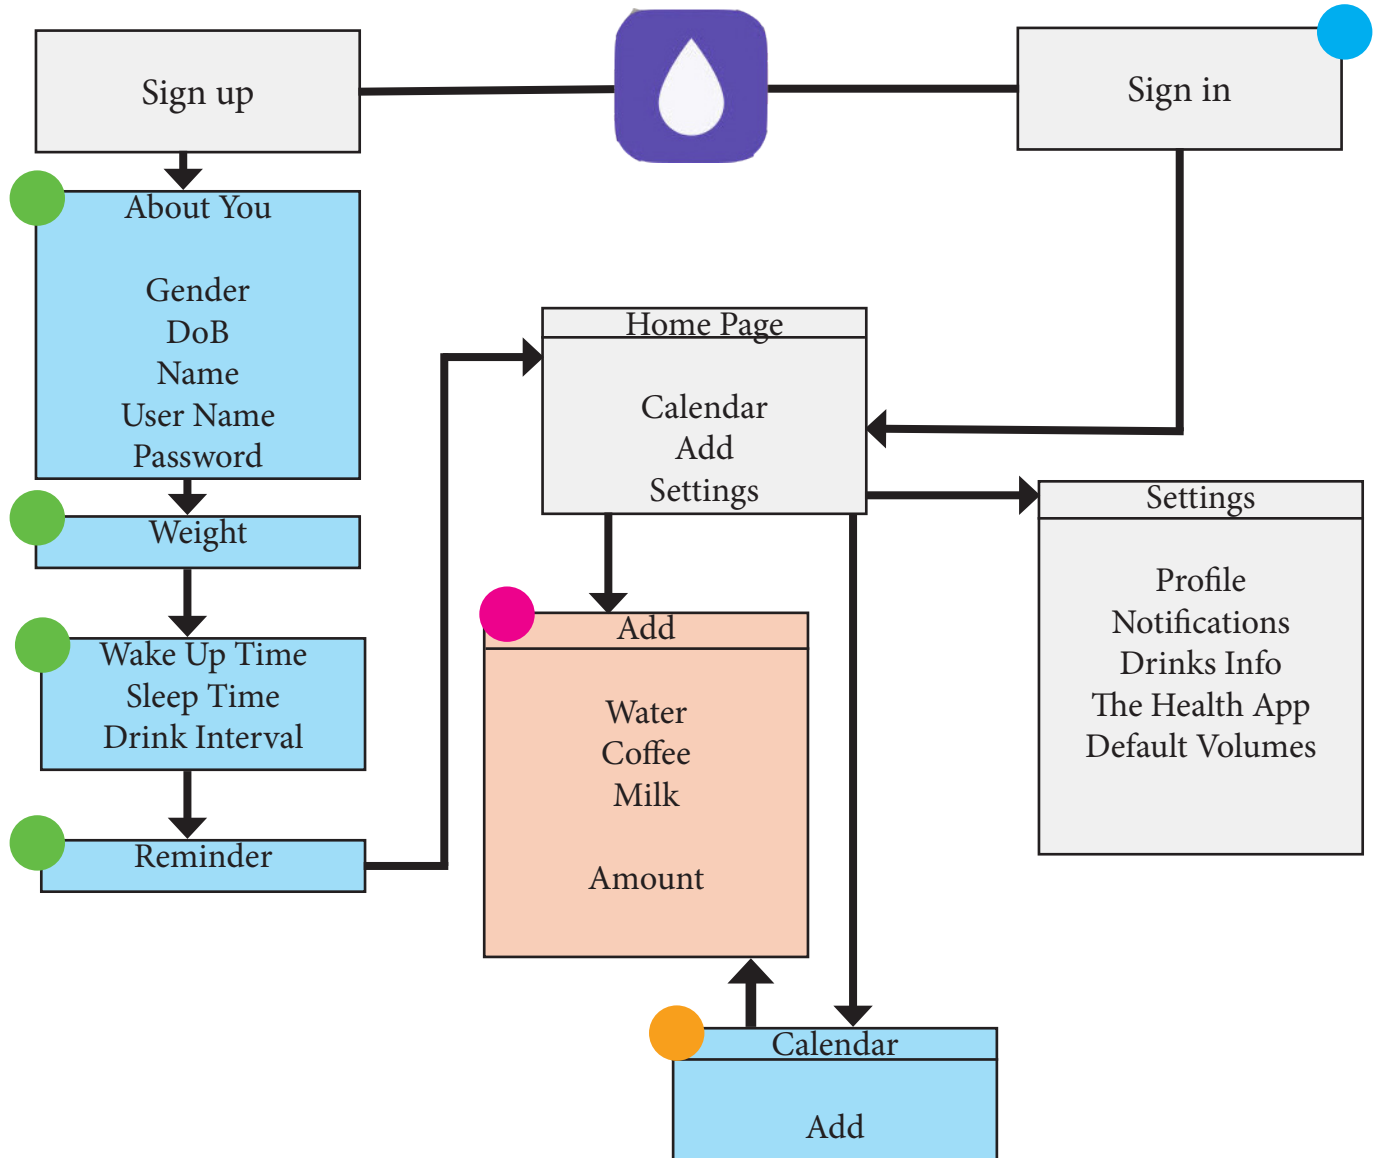 Sign up
Sign in
About You
Gender
DoB
Name
User Name
Password
Weight
Wake Up Time
Sleep Time
Drink Interval
Reminder
Home Page
Calendar
Add
Settings
Add
Water
Coffee
Milk
Amount
Settings
Profile
Notifications
Drinks Info
The Health App
Default Volumes
Calendar
Add